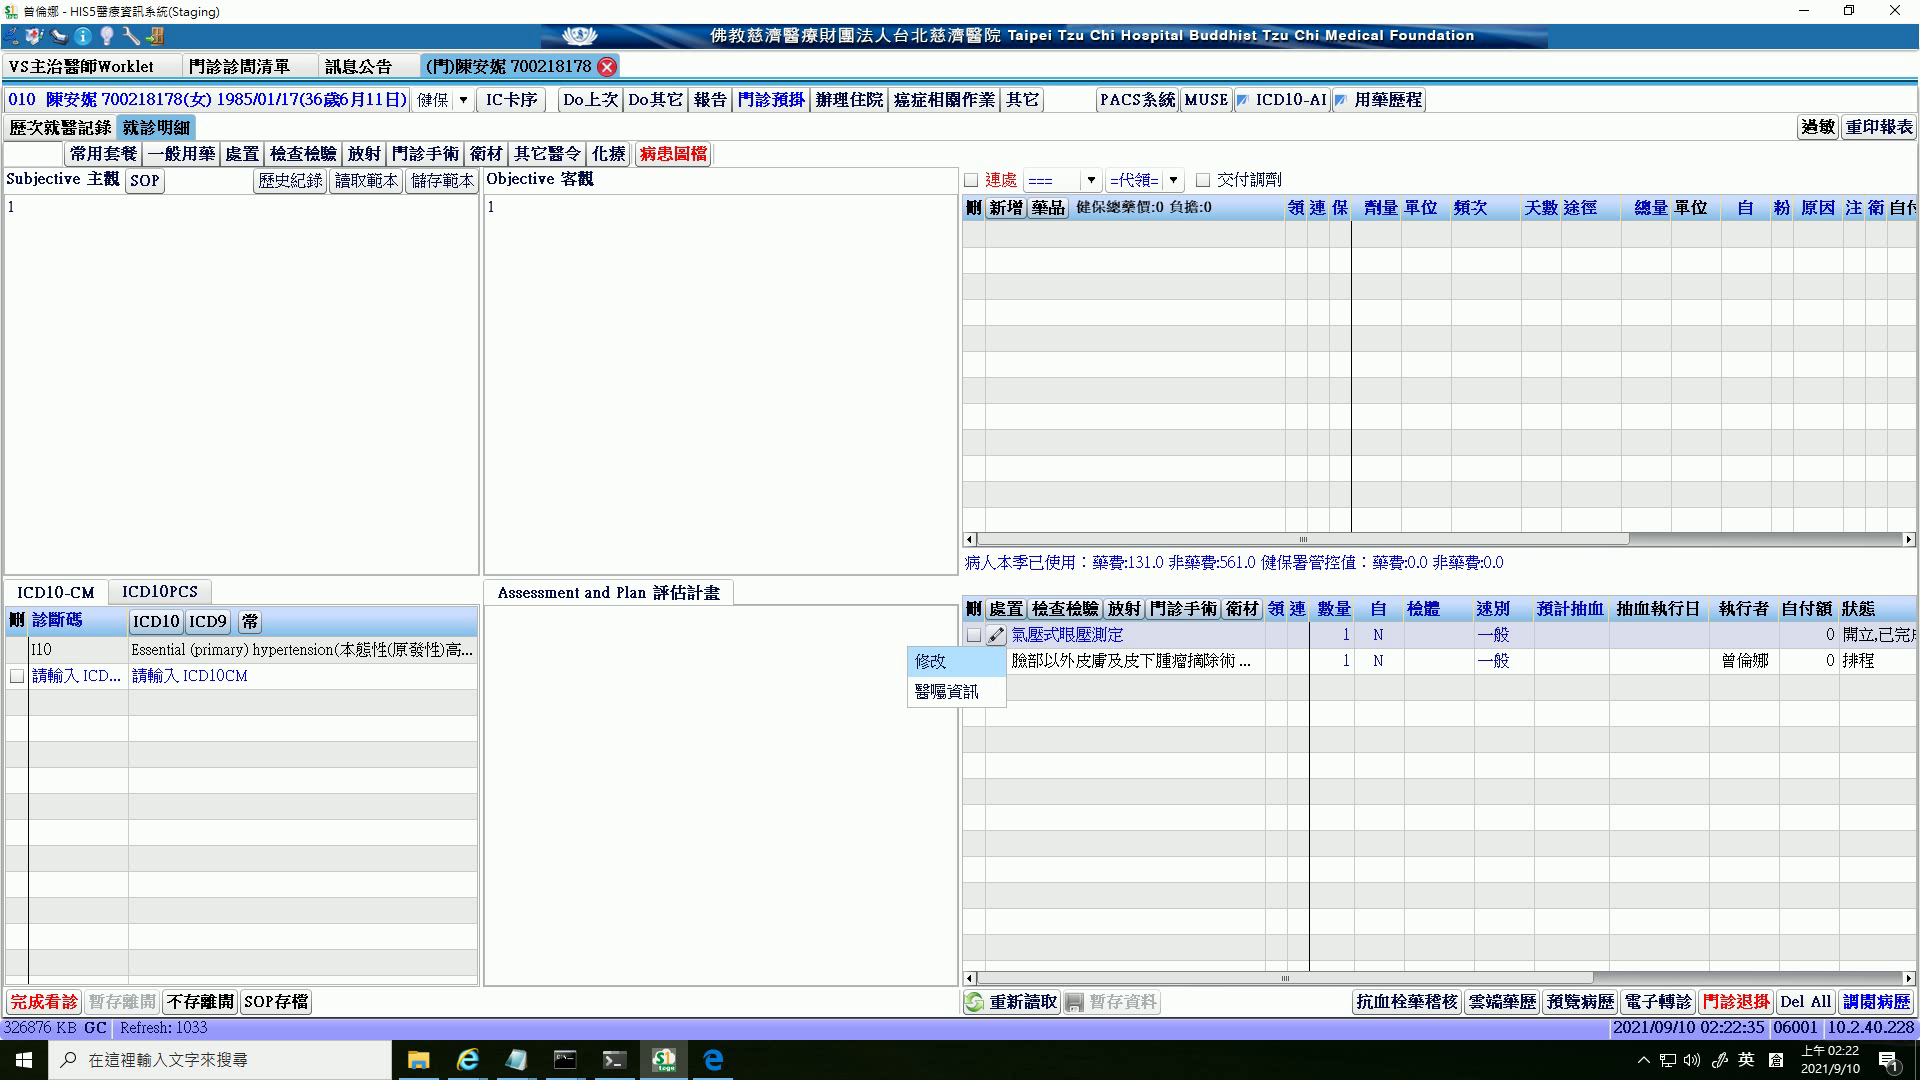 曾倫娜 - HIS5醫療資訊系統(Staging)
佛教慈濟醫療財團法人台北慈濟醫院 Taipei Tzu Chi Hospital Buddhist Tzu Chi Medical Foundation
VS主治醫師Worklet 門診診間清單 訊息公告 (門)陳安妮 700218178
010 陳安妮 700218178(女) 1985/01/17(36歲6月11日) 健保 IC卡序 Do上次 Do其它 報告 門診預掛 辦理住院 癌症相關作業 其它 PACS系統 MUSE ICD10-AI 用藥歷程
歷次就醫記錄 就診明細 過敏 重印報表
常用套餐 一般用藥 處置 檢查檢驗 放射 門診手術 衛材 其它醫令 化療 病患圖檔
Subjective 主觀 SOP 歷史紀錄 讀取範本 儲存範本 Objective 客觀 連處 === =代領= 交付調劑
1 1
刪 新增 藥品 健保總藥價:0 負擔:0 領 連 保 劑量 單位 頻次 天數 途徑 總量 單位 自 粉 原因 注 衛 自付
病人本季已使用：藥費:131.0 非藥費:561.0 健保署管控值：藥費:0.0 非藥費:0.0
ICD10-CM ICD10PCS Assessment and Plan 評估計畫
刪 診斷碼 ICD10 ICD9 常
I10 Essential (primary) hypertension(本態性(原發性)高...
請輸入 ICD... 請輸入 ICD10CM
刪 處置 檢查檢驗 放射 門診手術 衛材 領 連 數量 自 檢體 速別 預計抽血 抽血執行日 執行者 自付額 狀態
氣壓式眼壓測定 1 N 一般 0 開立,已完成
臉部以外皮膚及皮下腫瘤摘除術 ... 1 N 一般 曾倫娜 0 排程
修改
醫囑資訊
完成看診 暫存離開 不存離開 SOP存檔 重新讀取 暫存資料 抗血栓藥稽核 雲端藥歷 預覽病歷 電子轉診 門診退掛 Del All 調閱病歷
326876 KB GC Refresh: 1033 2021/09/10 02:22:35 06001 10.2.40.228
在這裡輸入文字來搜尋 英 上午 02:22
2021/9/10
1